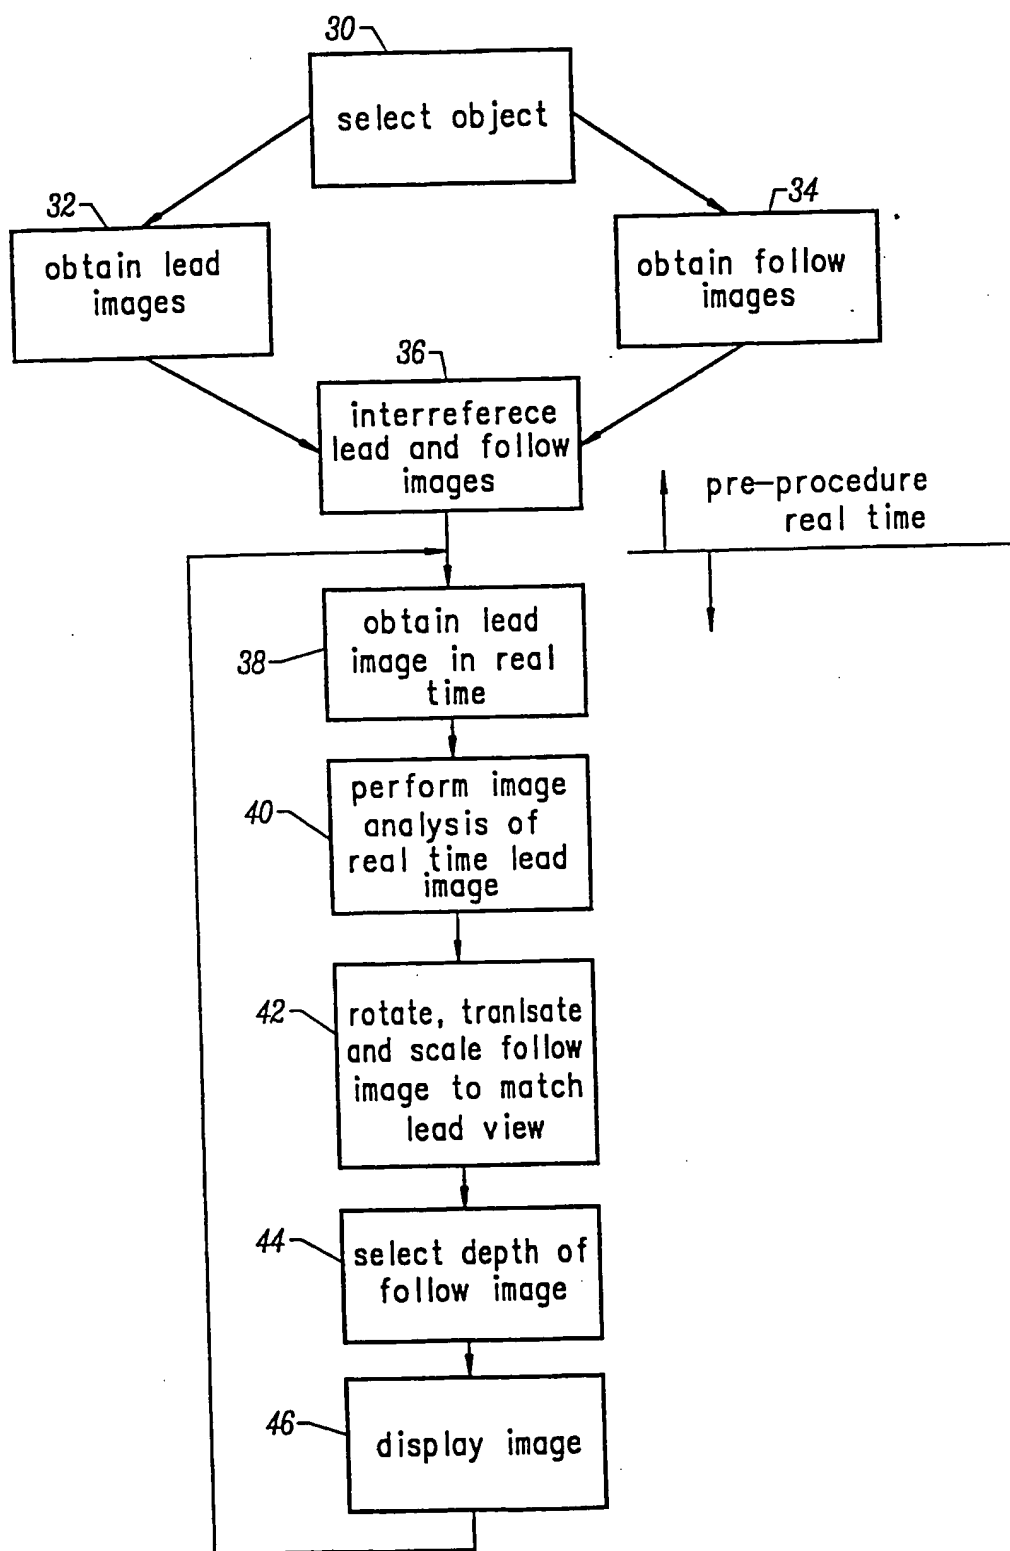 30
select object
32
obtain lead
images
34
obtain follow
images
36
interreferece
lead and follow
images
pre-procedure
real time
38
obtain lead
image in real
time
40
perform image
analysis of
real time lead
image
42
rotate, tranlsate
and scale follow
image to match
lead view
44
select depth of
follow image
46
display image